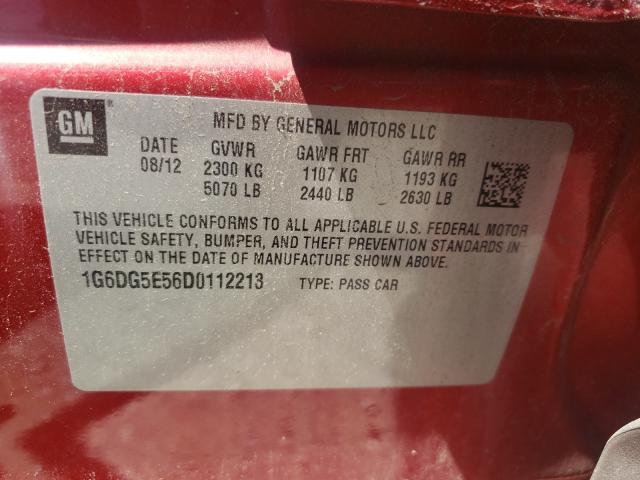 GM®
MFD BY GENERAL MOTORS LLC
DATE GVWR GAWR FRT GAWR RR
08/12 2300 KG 1107 KG 1193 KG
5070 LB 2440 LB 2630 LB
THIS VEHICLE CONFORMS TO ALL APPLICABLE U.S. FEDERAL MOTOR
VEHICLE SAFETY, BUMPER, AND THEFT PREVENTION STANDARDS IN
EFFECT ON THE DATE OF MANUFACTURE SHOWN ABOVE.
1G6DG5E56D0112213 TYPE: PASS CAR